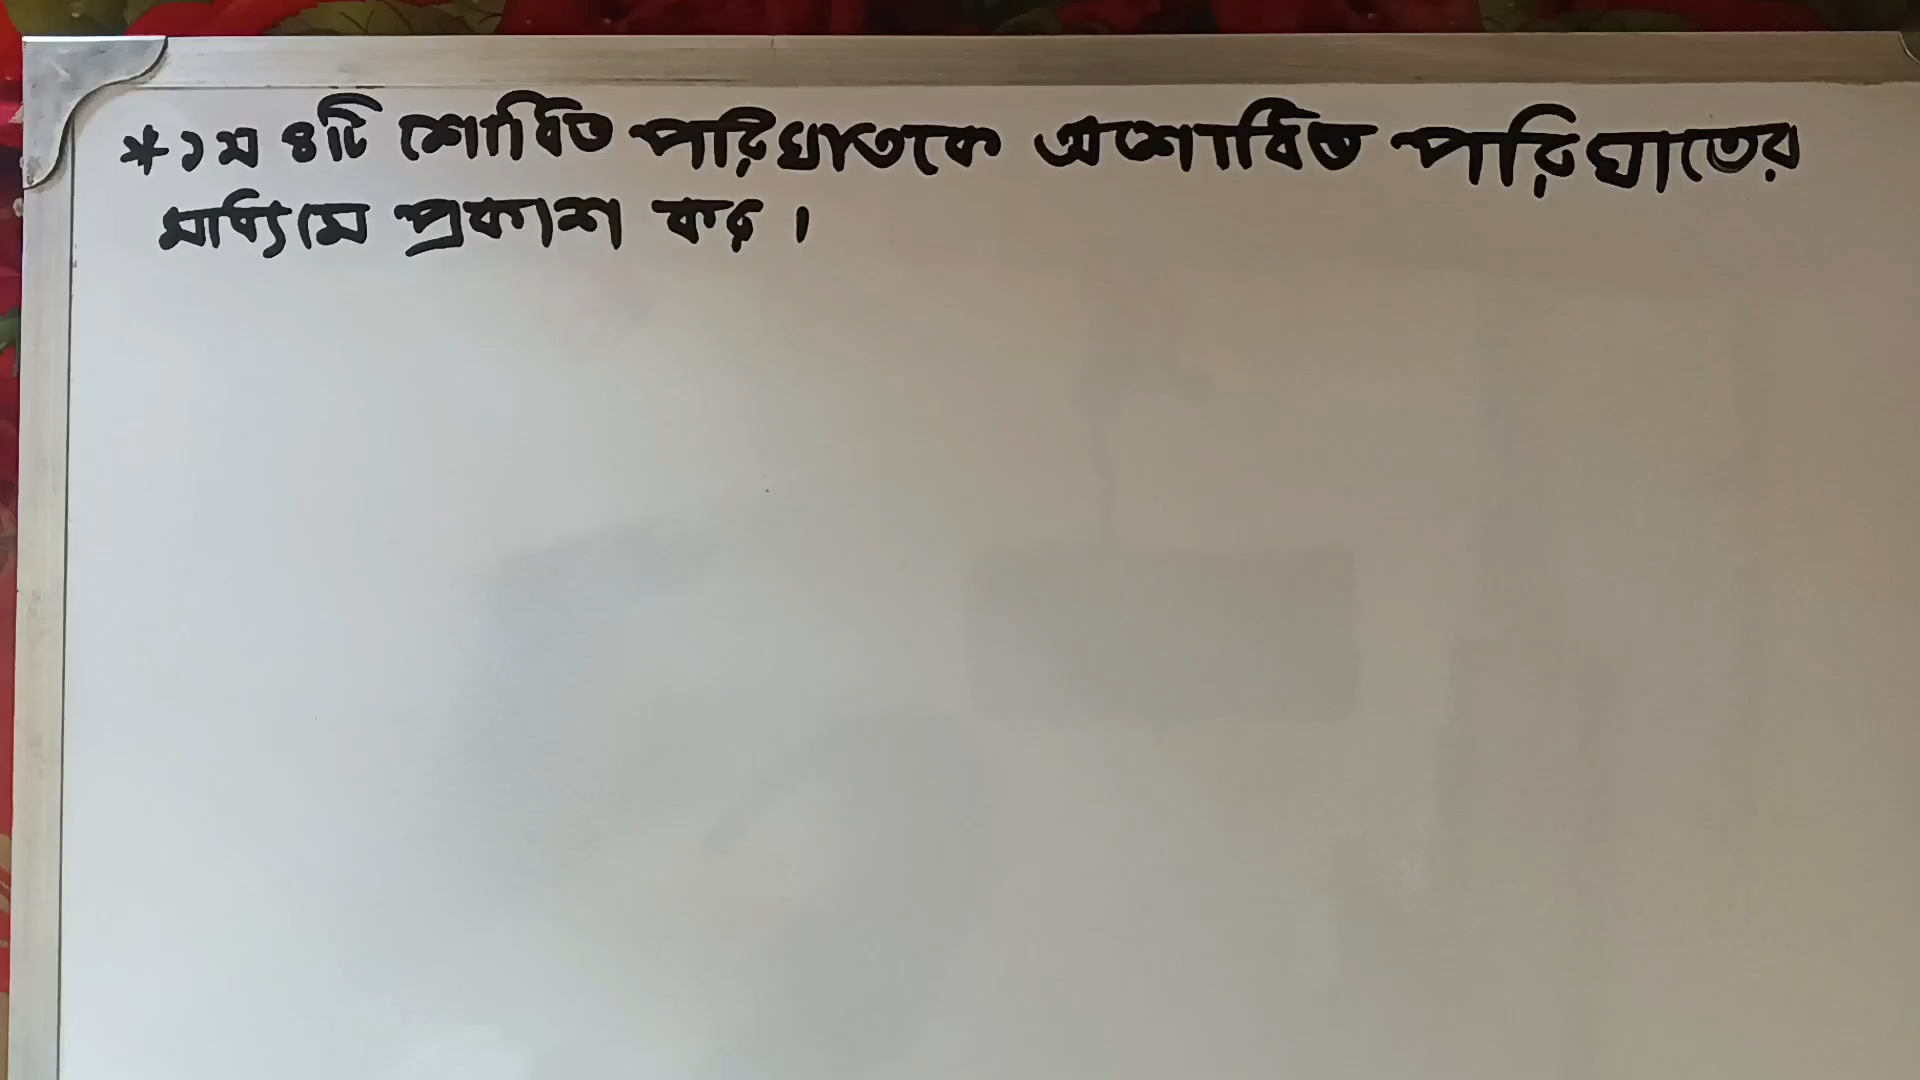 * ১ম ৪টি শোধিত পরিঘাতকে অশোধিত পরিঘাতের
মাধ্যমে প্রকাশ কর ।